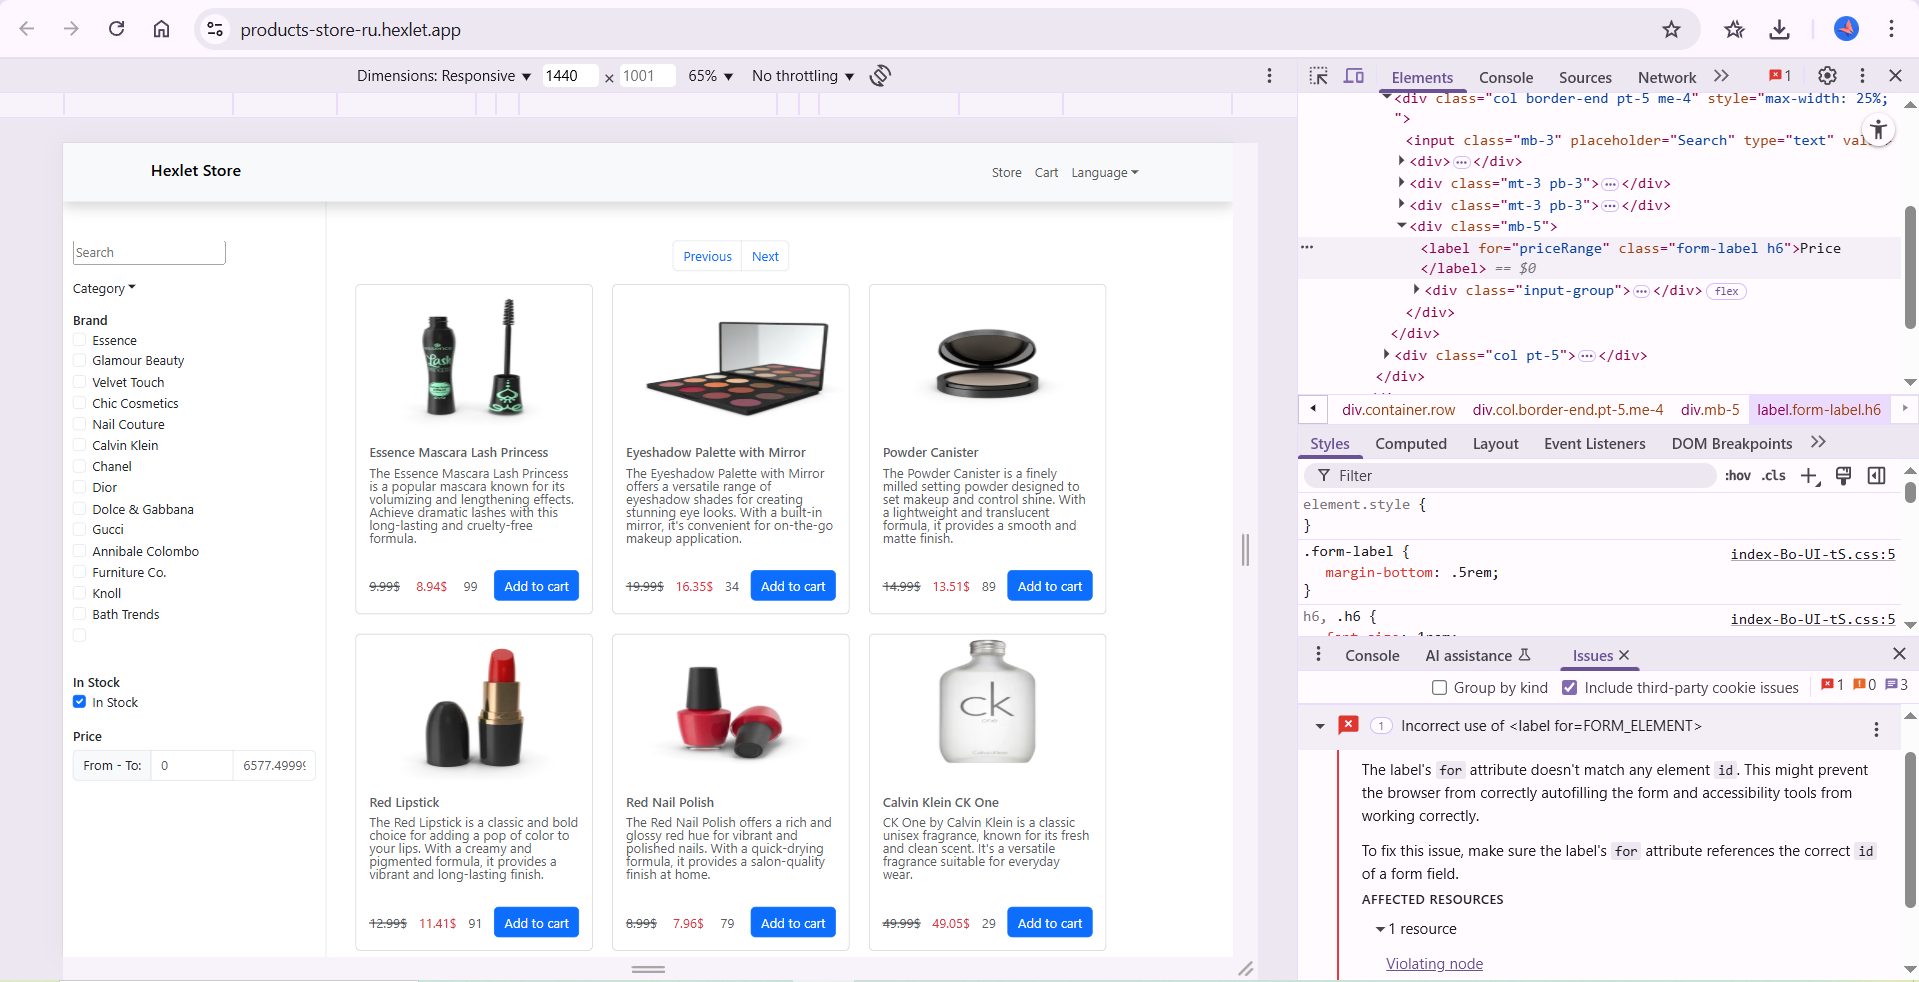 products-store-ru.hexlet.app
Dimensions: Responsive 1440 × 1001 65% No throttling
Elements Console Sources Network 1
<div class="col border-end pt-5 me-4" style="max-width: 25%;
">
<input class="mb-3" placeholder="Search" type="text"
<div> </div>
<div class="mt-3 pb-3"> </div>
<div class="mt-3 pb-3"> </div>
<div class="mb-5">
<label for="priceRange" class="form-label h6">Price
</label> == $0
<div class="input-group"> </div> flex
</div>
</div>
<div class="col pt-5"> </div>
</div>
div.container.row div.col.border-end.pt-5.me-4 div.mb-5 label.form-label.h6
Styles Computed Layout Event Listeners DOM Breakpoints
Filter :hov .cls
element.style {
}
.form-label { index-Bo-UI-tS.css:5
margin-bottom: .5rem;
}
h6, .h6 { index-Bo-UI-tS.css:5
Console AI assistance Issues
Group by kind Include third-party cookie issues 1 0 3
1 Incorrect use of <label for=FORM_ELEMENT>
The label's for attribute doesn't match any element id. This might prevent
the browser from correctly autofilling the form and accessibility tools from
working correctly.
To fix this issue, make sure the label's for attribute references the correct id
of a form field.
AFFECTED RESOURCES
1 resource
Violating node
Hexlet Store
Store Cart Language
Search
Category
Brand
Essence
Glamour Beauty
Velvet Touch
Chic Cosmetics
Nail Couture
Calvin Klein
Chanel
Dior
Dolce & Gabbana
Gucci
Annibale Colombo
Furniture Co.
Knoll
Bath Trends
In Stock
In Stock
Price
From - To: 0 6577.49999
Previous Next
Essence Mascara Lash Princess
The Essence Mascara Lash Princess
is a popular mascara known for its
volumizing and lengthening effects.
Achieve dramatic lashes with this
long-lasting and cruelty-free
formula.
9.99$ 8.94$ 99 Add to cart
Eyeshadow Palette with Mirror
The Eyeshadow Palette with Mirror
offers a versatile range of
eyeshadow shades for creating
stunning eye looks. With a built-in
mirror, it's convenient for on-the-go
makeup application.
19.99$ 16.35$ 34 Add to cart
Powder Canister
The Powder Canister is a finely
milled setting powder designed to
set makeup and control shine. With
a lightweight and translucent
formula, it provides a smooth and
matte finish.
14.99$ 13.51$ 89 Add to cart
Red Lipstick
The Red Lipstick is a classic and bold
choice for adding a pop of color to
your lips. With a creamy and
pigmented formula, it provides a
vibrant and long-lasting finish.
12.99$ 11.41$ 91 Add to cart
Red Nail Polish
The Red Nail Polish offers a rich and
glossy red hue for vibrant and
polished nails. With a quick-drying
formula, it provides a salon-quality
finish at home.
8.99$ 7.96$ 79 Add to cart
ck
one
Calvin Klein CK One
CK One by Calvin Klein is a classic
unisex fragrance, known for its fresh
and clean scent. It's a versatile
fragrance suitable for everyday
wear.
49.99$ 49.05$ 29 Add to cart